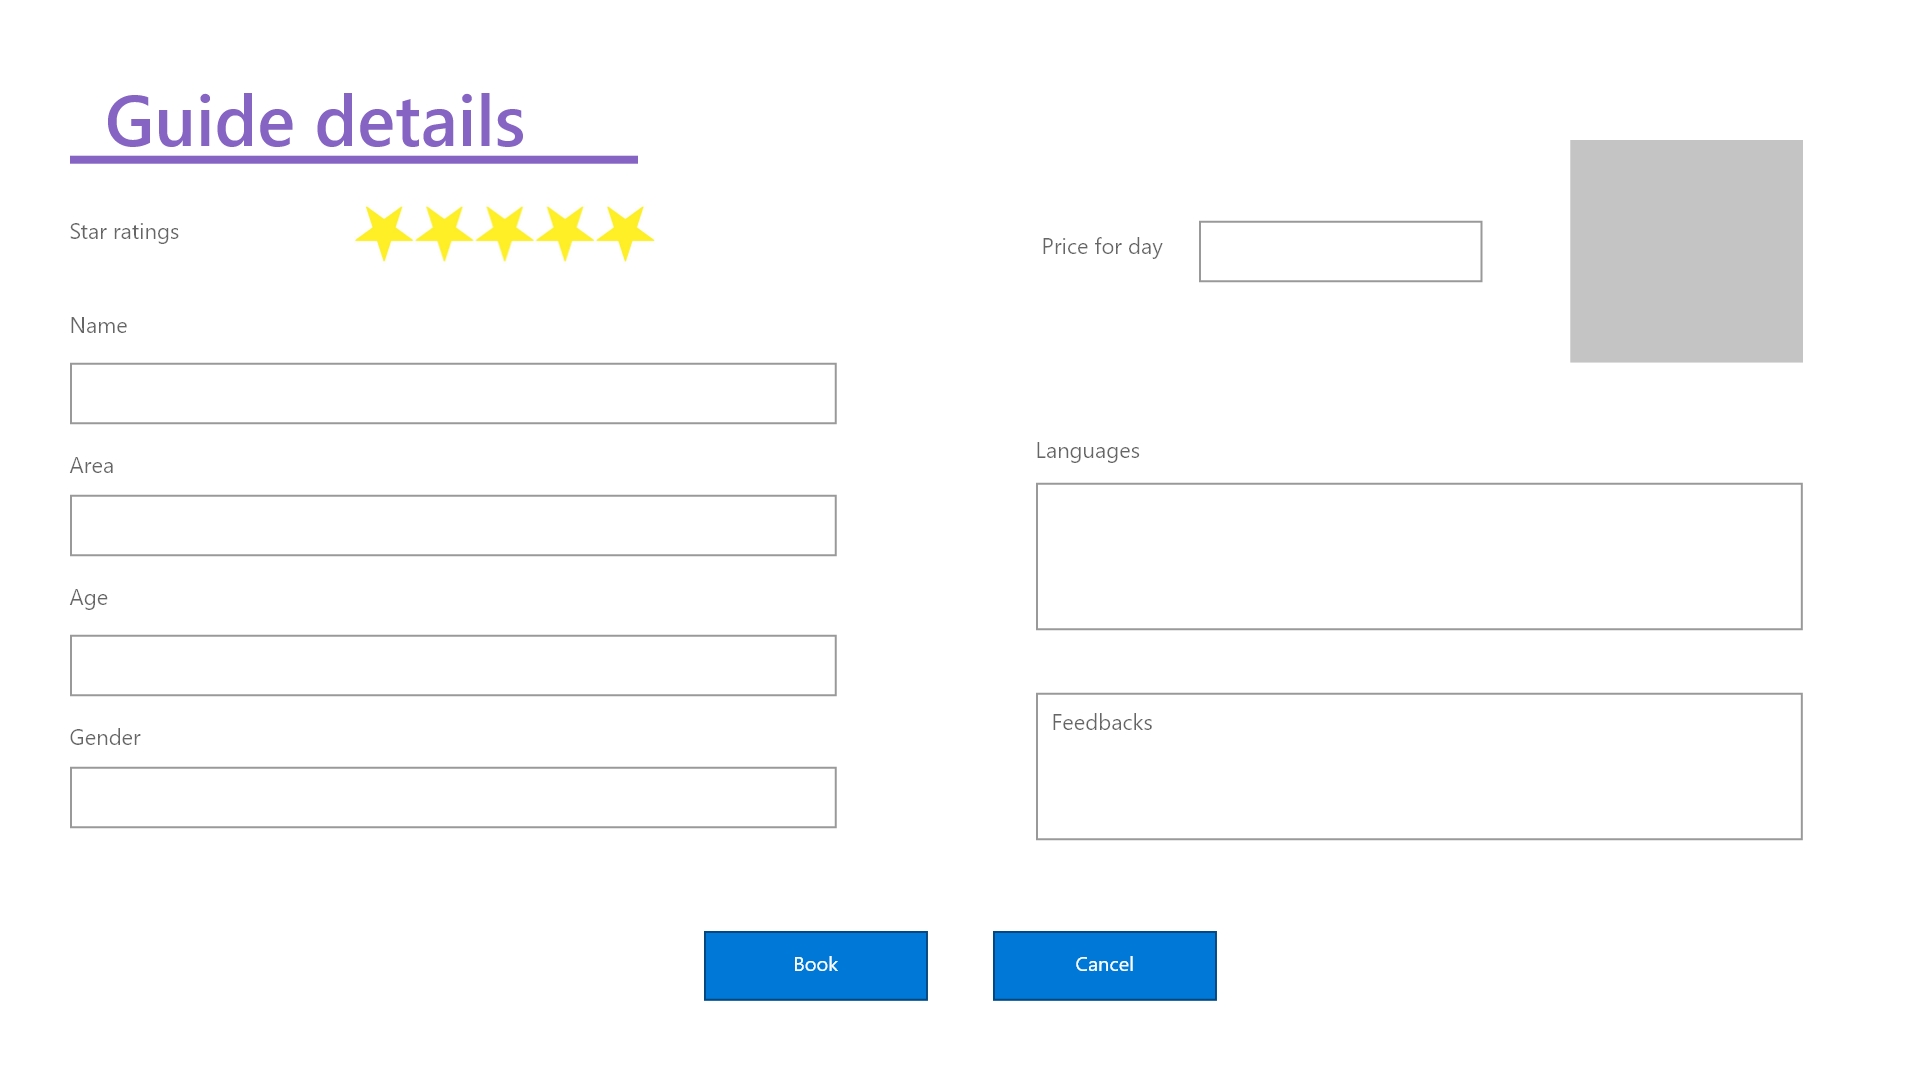 Guide details
Star ratings
Price for day
Name
Languages
Area
Age
Feedbacks
Gender
Book
Cancel